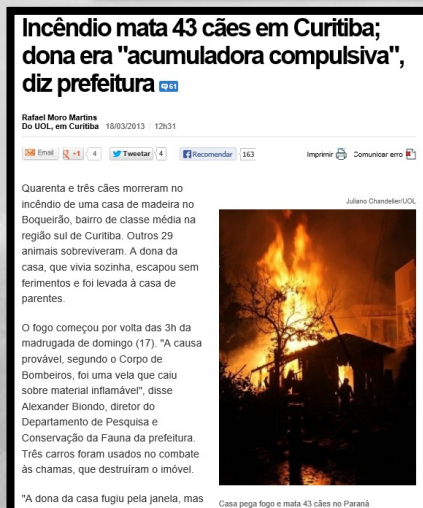 Incêndio mata 43 cães em Curitiba;
dona era "acumuladora compulsiva",
diz prefeitura 61
Rafael Moro Martins
Do UOL, em Curitiba 18/03/2013 12h31
Email +1 4 Tweetar 4 Recomendar 163 Imprimir Comunicar erro
Quarenta e três cães morreram no
incêndio de uma casa de madeira no
Boqueirão, bairro de classe média na
região sul de Curitiba. Outros 29
animais sobreviveram. A dona da
casa, que vivia sozinha, escapou sem
ferimentos e foi levada à casa de
parentes.
O fogo começou por volta das 3h da
madrugada de domingo (17). "A causa
provável, segundo o Corpo de
Bombeiros, foi uma vela que caiu
sobre material inflamável", disse
Alexander Biondo, diretor do
Departamento de Pesquisa e
Conservação da Fauna da prefeitura.
Três carros foram usados no combate
às chamas, que destruíram o imóvel.
"A dona da casa fugiu pela janela, mas
Juliano Chandelier/UOL
Casa pega fogo e mata 43 cães no Paraná